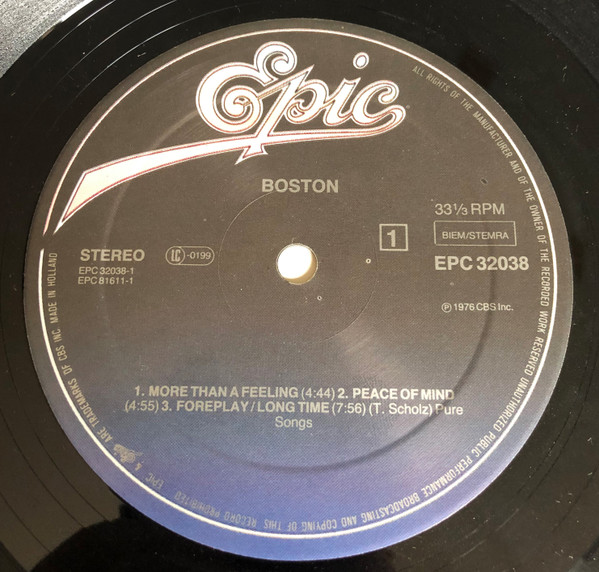 Epic
BOSTON
33⅓ RPM
STEREO
LC-0199
1
BIEM/STEMRA
EPC 32038-1
EPC 81611-1
EPC 32038
Ⓟ 1976 CBS Inc.
1. MORE THAN A FEELING (4:44) 2. PEACE OF MIND
(4:55) 3. FOREPLAY/LONG TIME (7:56) (T. Scholz) Pure
Songs
ALL RIGHTS OF THE MANUFACTURER AND OF THE OWNER OF THE RECORDED WORK RESERVED UNAUTHORIZED PUBLIC PERFORMANCE BROADCASTING AND COPYING OF THIS RECORD PROHIBITED
EPIC & ARE TRADEMARKS OF CBS INC. MADE IN HOLLAND